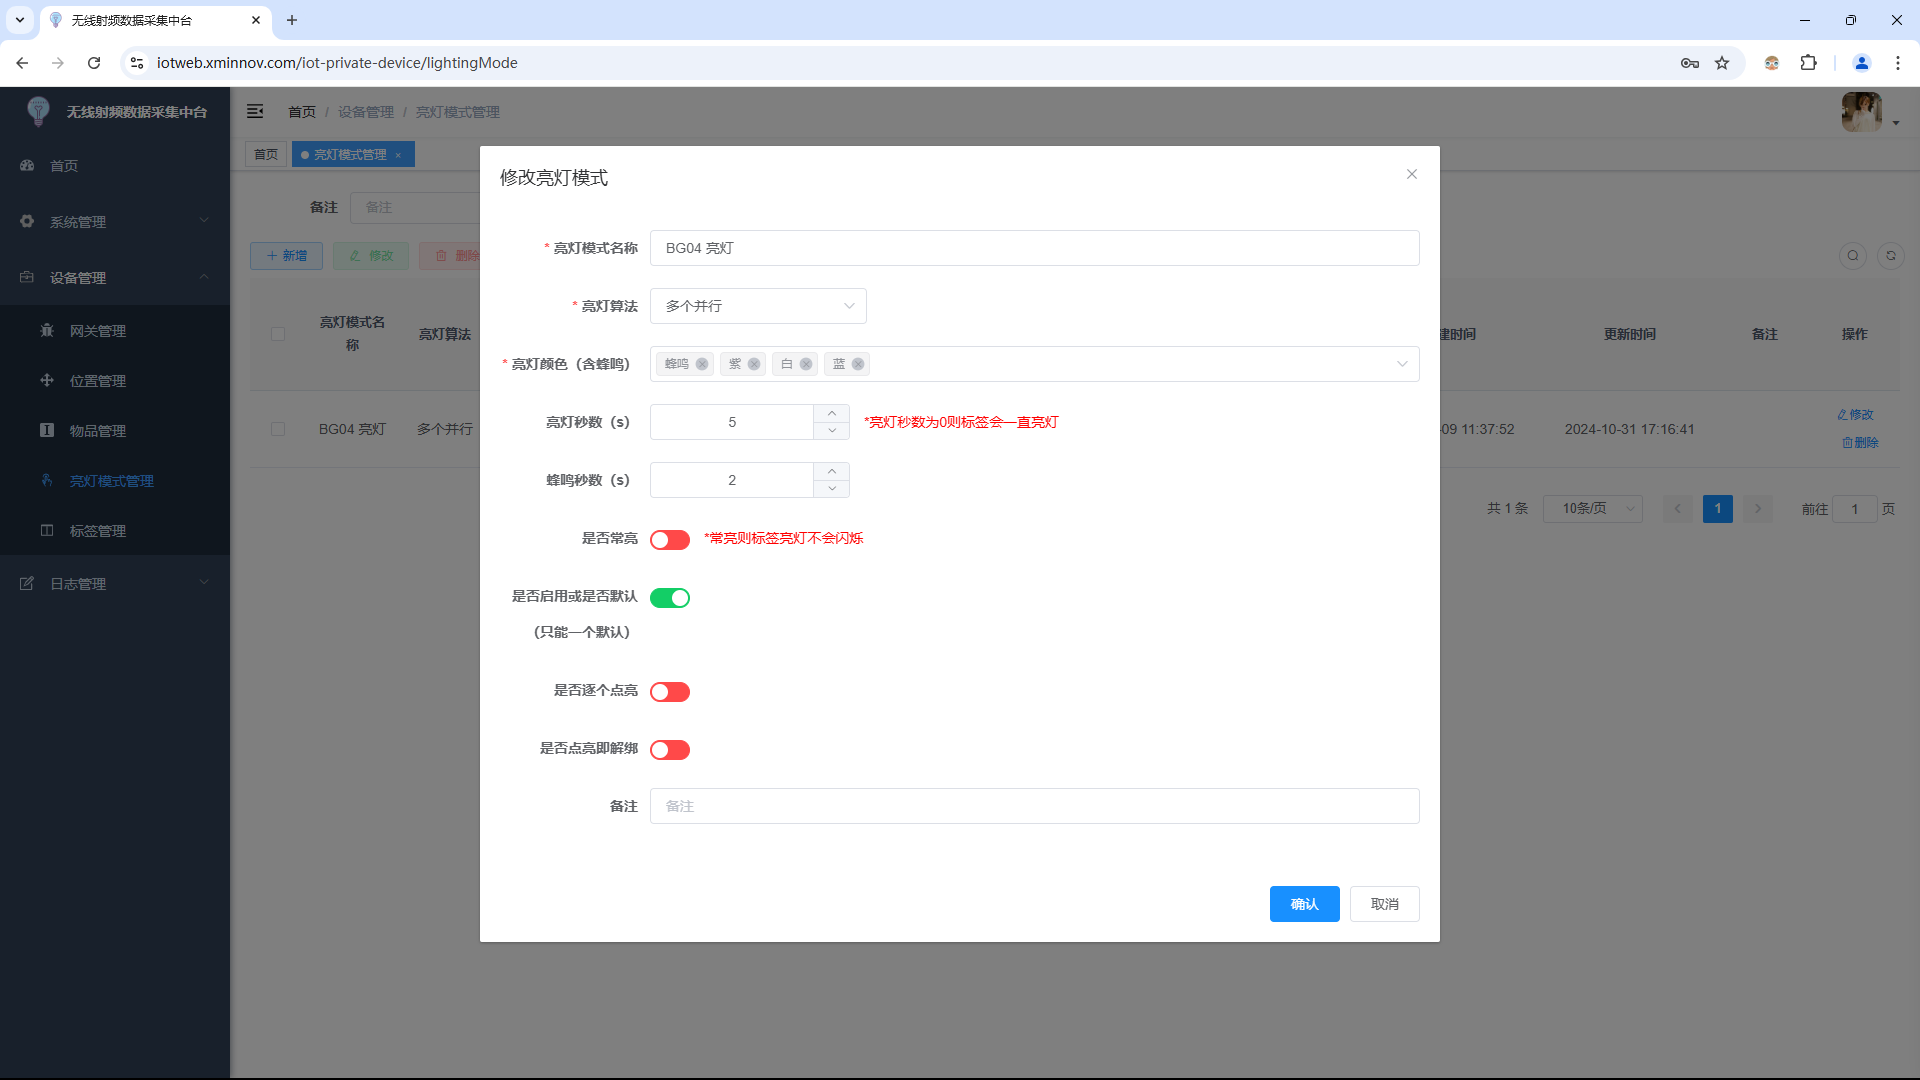 无线射频数据采集中台
iotweb.xminnov.com/iot-private-device/lightingMode
无线射频数据采集中台
首页 / 设备管理 / 亮灯模式管理
首页
亮灯模式管理 ×
首页
系统管理
设备管理
网关管理
位置管理
物品管理
亮灯模式管理
标签管理
日志管理
备注
备注
+ 新增
修改
删除
亮灯模式名称
亮灯算法
建时间
更新时间
备注
操作
BG04 亮灯
多个并行
-09 11:37:52
2024-10-31 17:16:41
修改
删除
共 1 条
10条/页
1
前往 1 页
修改亮灯模式
* 亮灯模式名称
BG04 亮灯
* 亮灯算法
多个并行
* 亮灯颜色（含蜂鸣）
蜂鸣
紫
白
蓝
亮灯秒数（s）
5
*亮灯秒数为0则标签会一直亮灯
蜂鸣秒数（s）
2
是否常亮
*常亮则标签亮灯不会闪烁
是否启用或是否默认
（只能一个默认）
是否逐个点亮
是否点亮即解绑
备注
备注
确认
取消